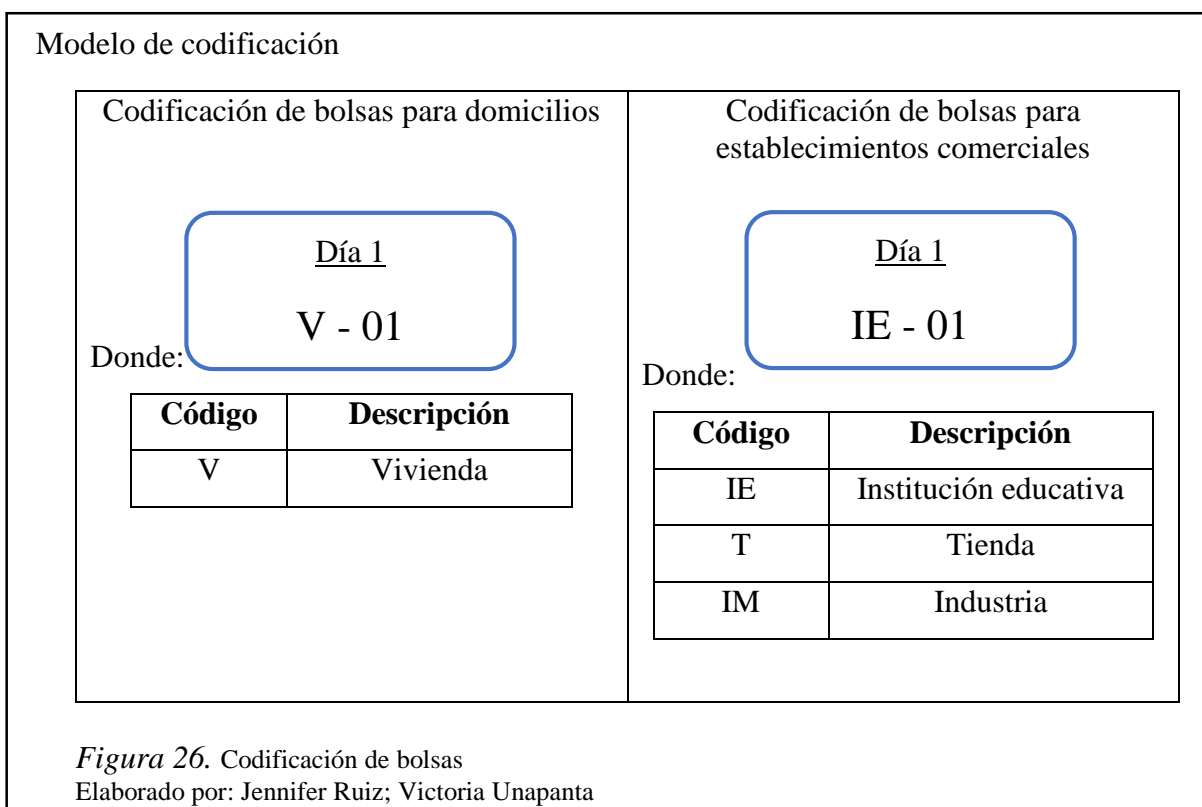 Modelo de codificación
Codificación de bolsas para domicilios
Día 1
V - 01
Donde:
Código Descripción
V Vivienda
Codificación de bolsas para
establecimientos comerciales
Día 1
IE - 01
Donde:
Código Descripción
IE Institución educativa
T Tienda
IM Industria
Figura 26. Codificación de bolsas
Elaborado por: Jennifer Ruiz; Victoria Unapanta